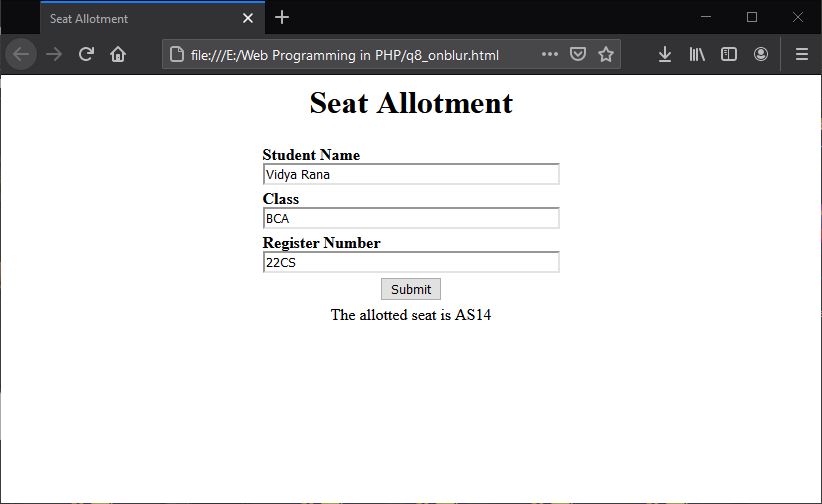 Seat Allotment
file:///E:/Web Programming in PHP/q8_onblur.html
Seat Allotment
Student Name
Vidya Rana
Class
BCA
Register Number
22CS
Submit
The allotted seat is AS14